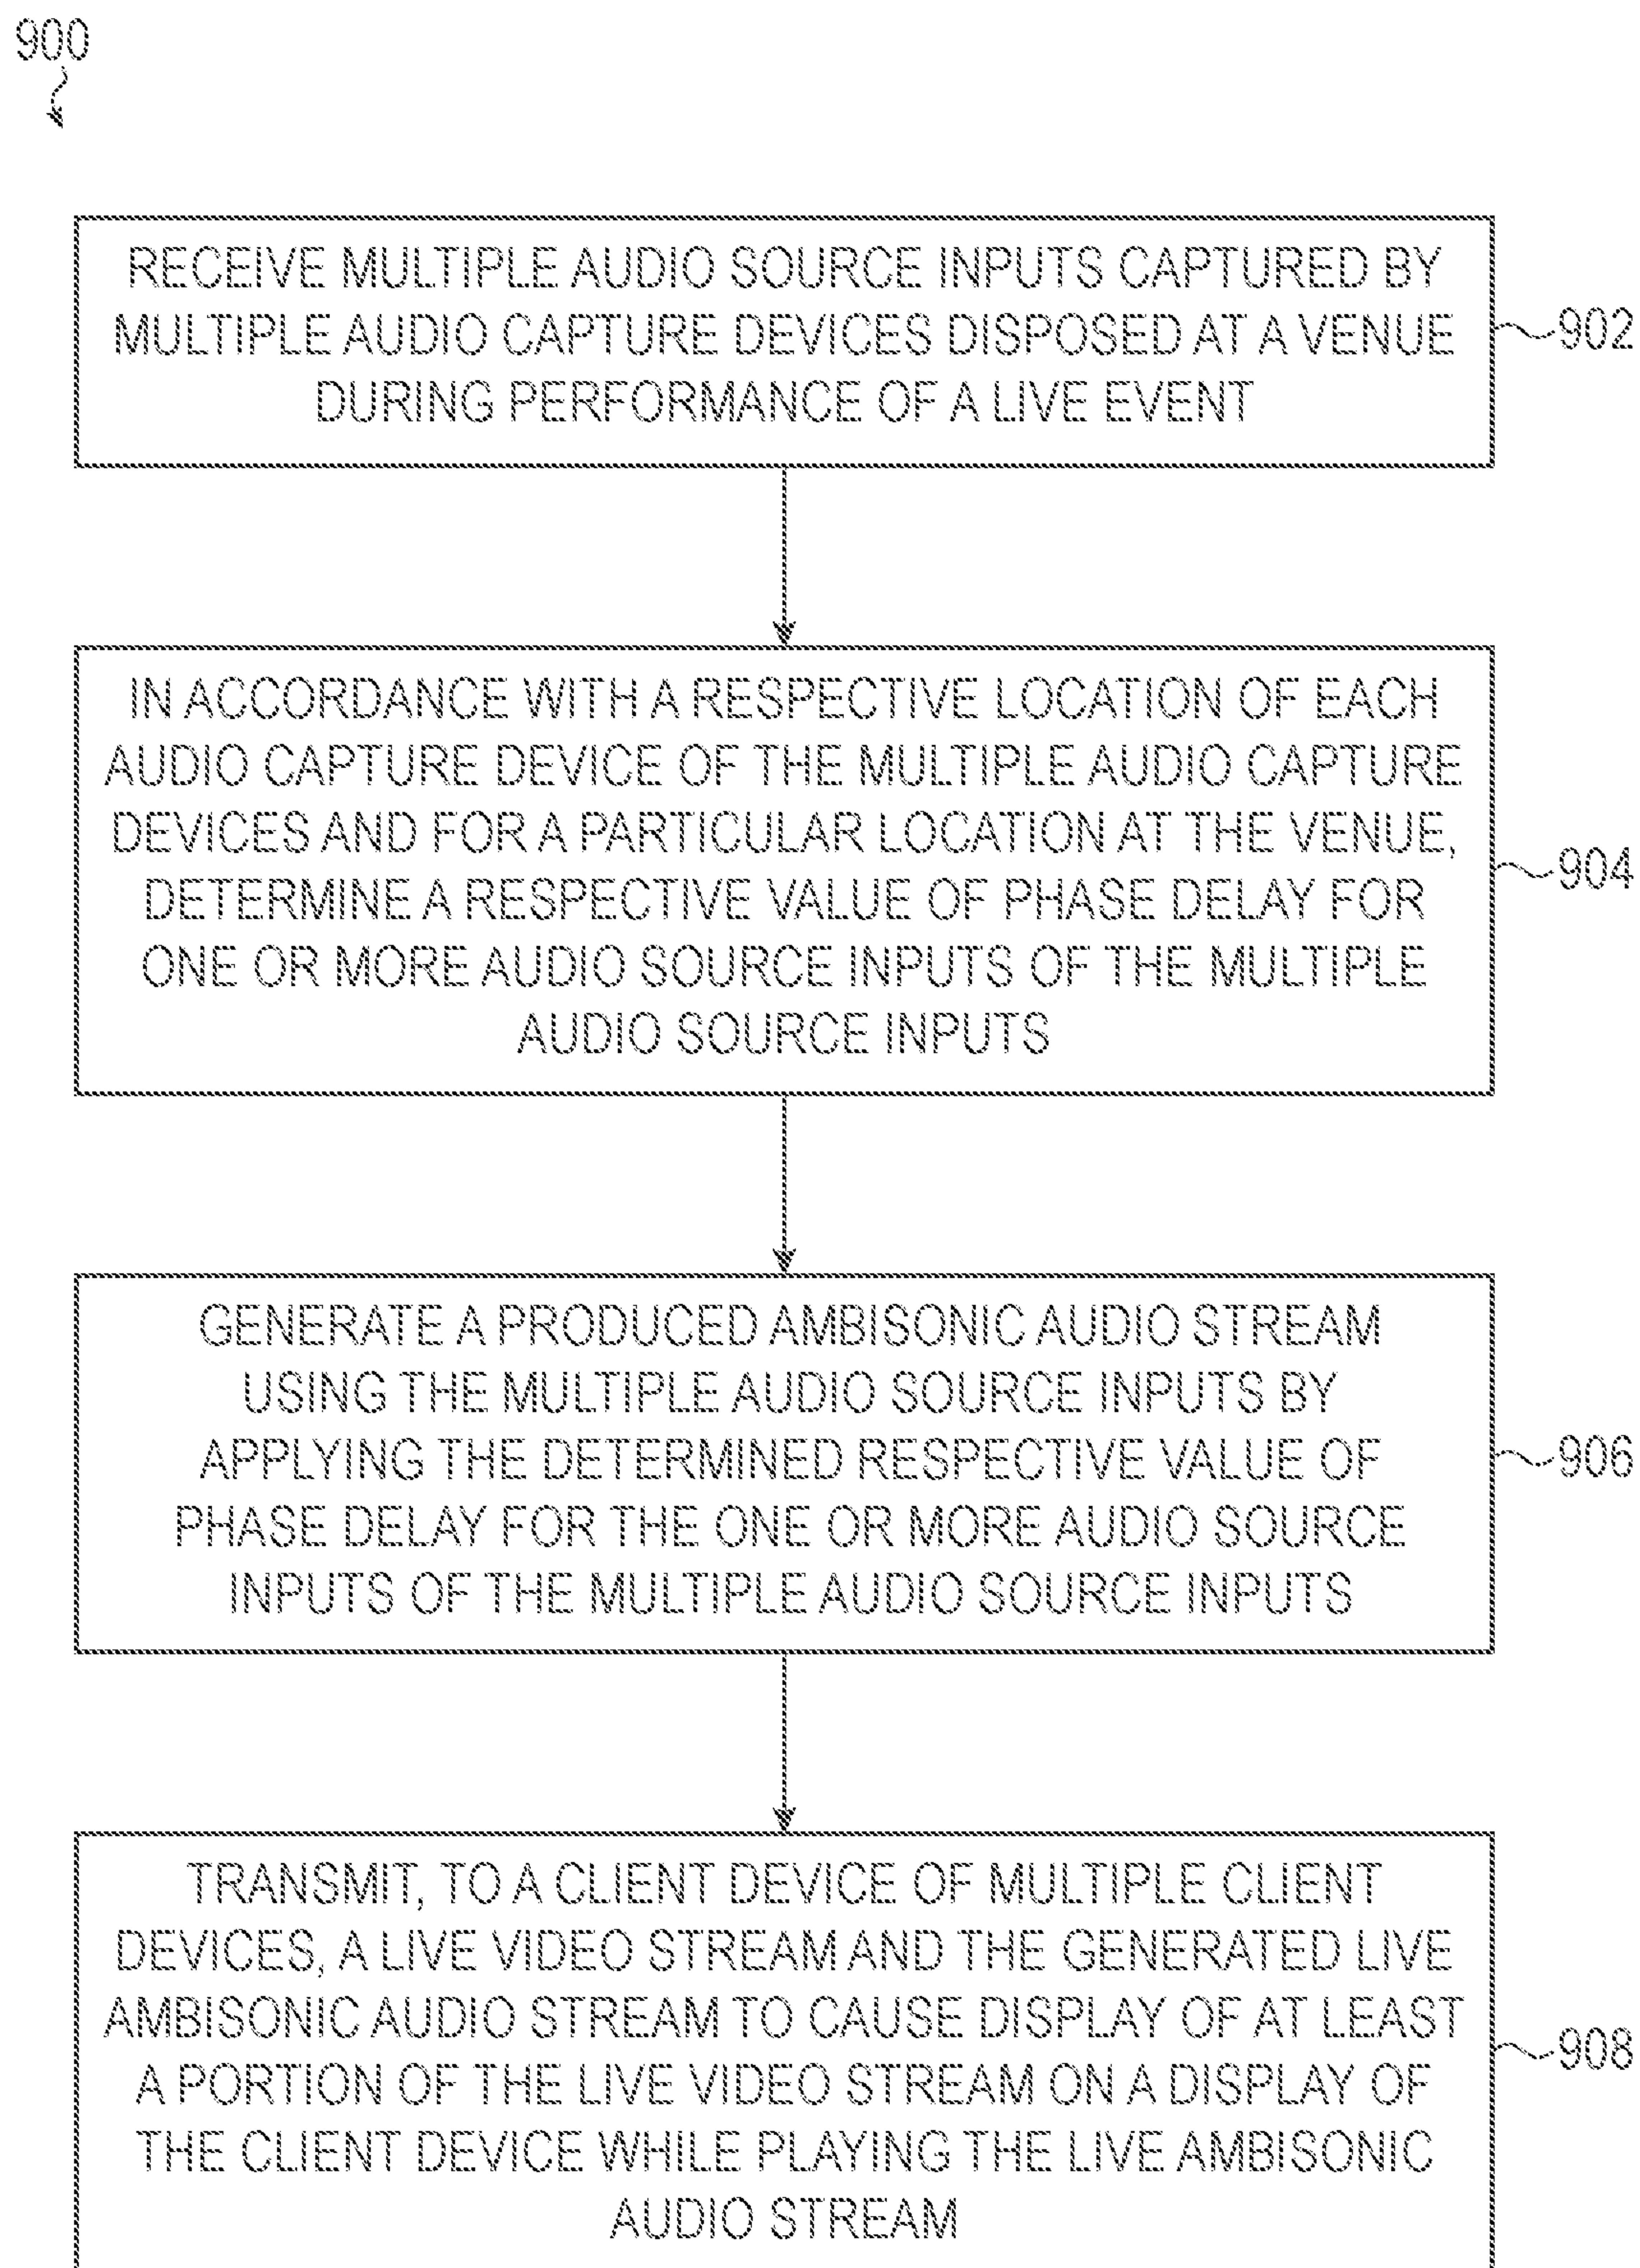 900
RECEIVE MULTIPLE AUDIO SOURCE INPUTS CAPTURED BY
MULTIPLE AUDIO CAPTURE DEVICES DISPOSED AT A VENUE
DURING PERFORMANCE OF A LIVE EVENT
902
IN ACCORDANCE WITH A RESPECTIVE LOCATION OF EACH
AUDIO CAPTURE DEVICE OF THE MULTIPLE AUDIO CAPTURE
DEVICES AND FOR A PARTICULAR LOCATION AT THE VENUE,
DETERMINE A RESPECTIVE VALUE OF PHASE DELAY FOR
ONE OR MORE AUDIO SOURCE INPUTS OF THE MULTIPLE
AUDIO SOURCE INPUTS
904
GENERATE A PRODUCED AMBISONIC AUDIO STREAM
USING THE MULTIPLE AUDIO SOURCE INPUTS BY
APPLYING THE DETERMINED RESPECTIVE VALUE OF
PHASE DELAY FOR THE ONE OR MORE AUDIO SOURCE
INPUTS OF THE MULTIPLE AUDIO SOURCE INPUTS
906
TRANSMIT, TO A CLIENT DEVICE OF MULTIPLE CLIENT
DEVICES, A LIVE VIDEO STREAM AND THE GENERATED LIVE
AMBISONIC AUDIO STREAM TO CAUSE DISPLAY OF AT LEAST
A PORTION OF THE LIVE VIDEO STREAM ON A DISPLAY OF
THE CLIENT DEVICE WHILE PLAYING THE LIVE AMBISONIC
AUDIO STREAM
908